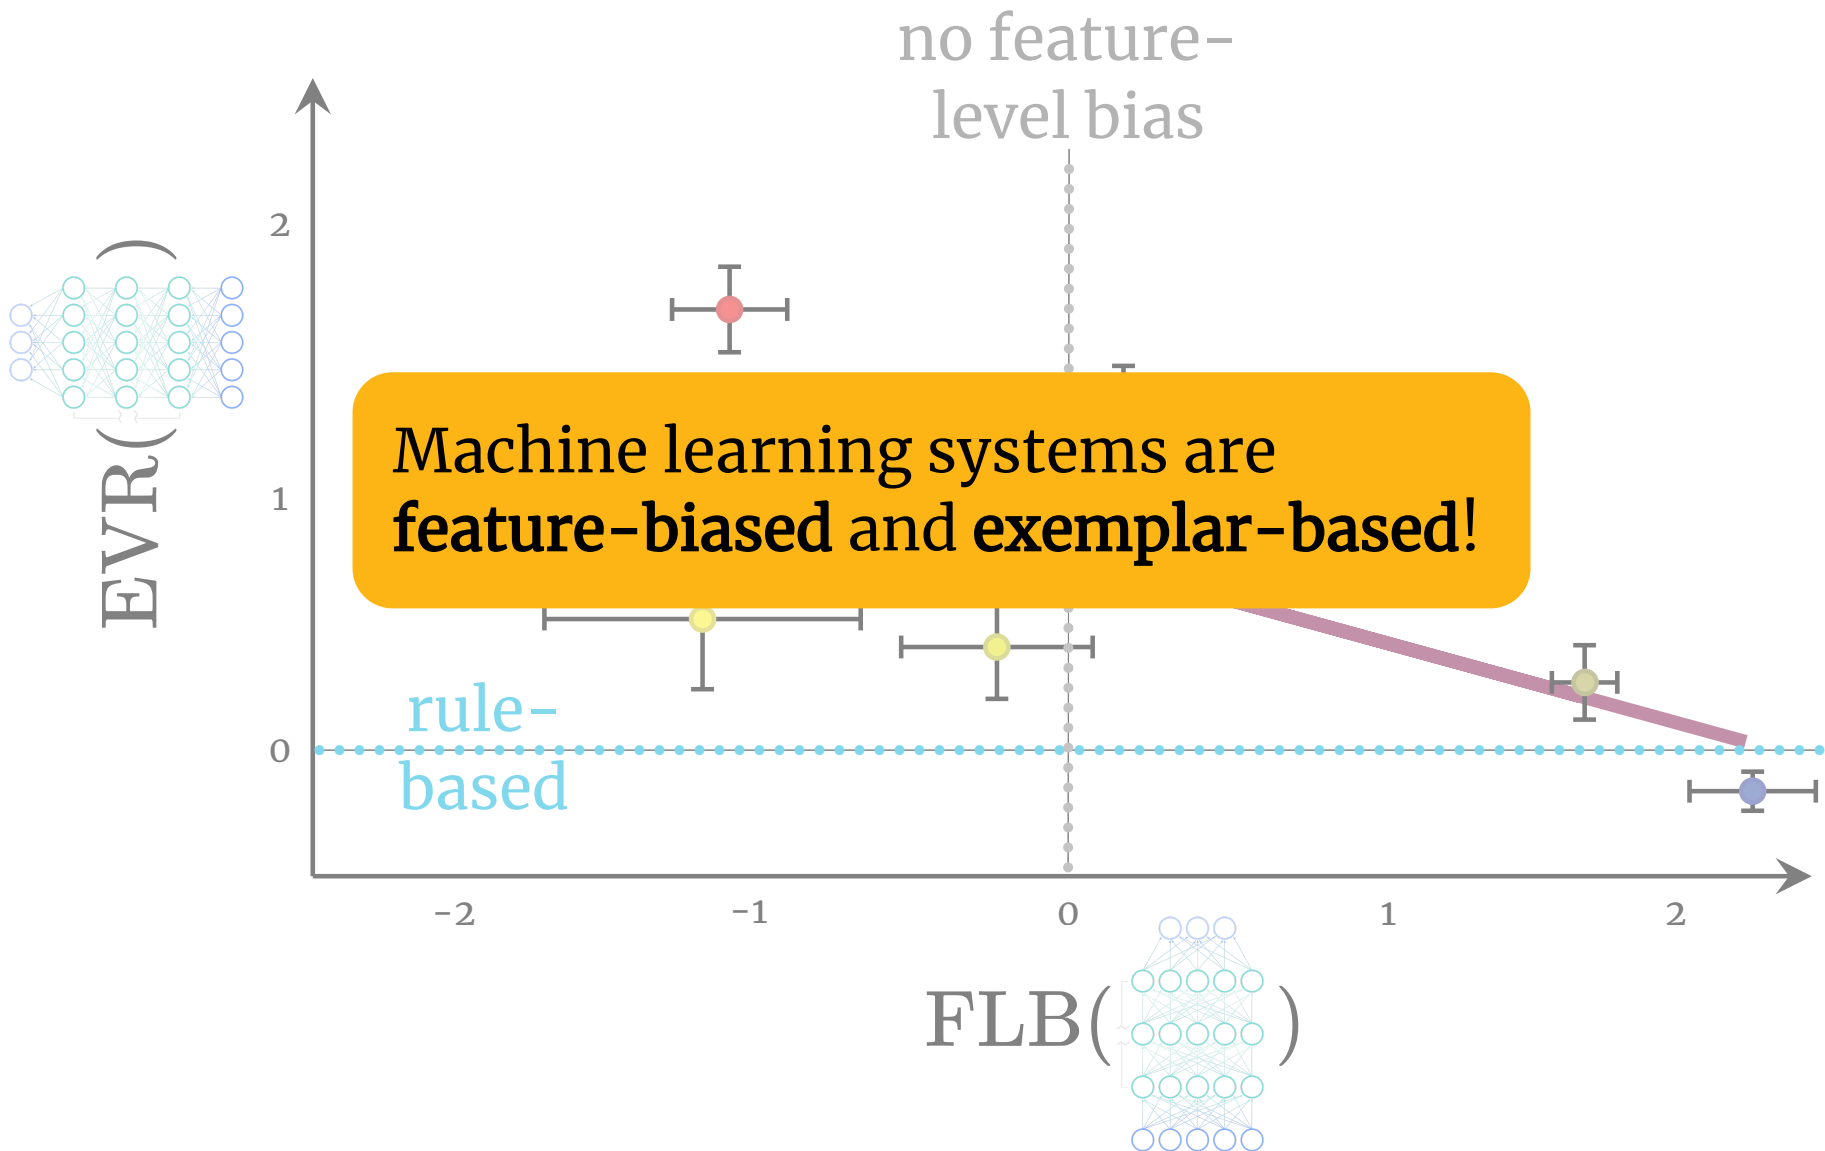 no feature-
level bias
2
1
0
EVR( )
Machine learning systems are
feature-biased and exemplar-based!
rule-
based
-2
-1
0
1
2
FLB( )